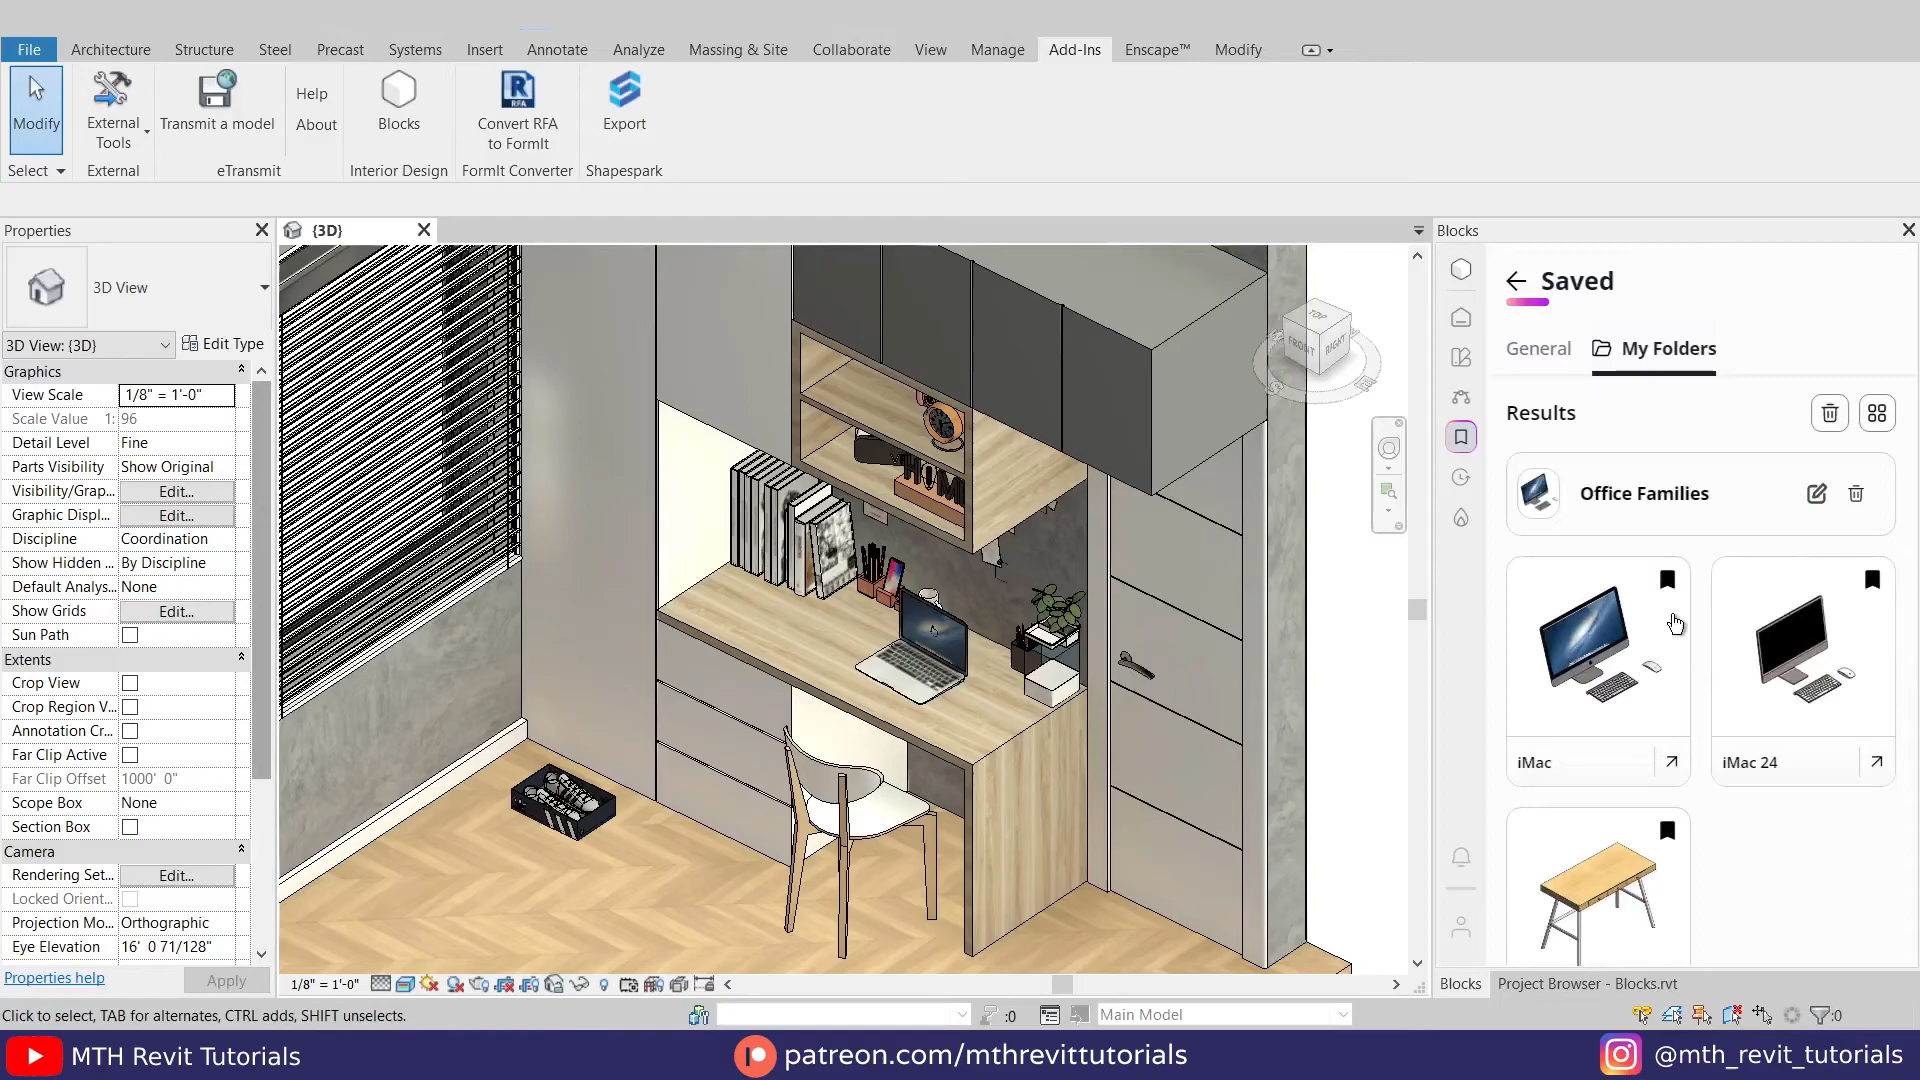 File Architecture Structure Steel Precast Systems Insert Annotate Analyze Massing & Site Collaborate View Manage Add-Ins Enscape™ Modify
Modify
External
Tools
Transmit a model
Help
About
Blocks
Convert RFA
to FormIt
Export
Select External eTransmit Interior Design FormIt Converter Shapespark
Properties
{3D}
Blocks
3D View
3D View: {3D}
Edit Type
Graphics
View Scale 1/8" = 1'-0"
Scale Value 1: 96
Detail Level Fine
Parts Visibility Show Original
Visibility/Grap... Edit...
Graphic Displ... Edit...
Discipline Coordination
Show Hidden ... By Discipline
Default Analys... None
Show Grids Edit...
Sun Path
Extents
Crop View
Crop Region V...
Annotation Cr...
Far Clip Active
Far Clip Offset 1000' 0"
Scope Box None
Section Box
Camera
Rendering Set... Edit...
Locked Orient...
Projection Mo... Orthographic
Eye Elevation 16' 0 71/128"
Properties help
Apply
TOP
FRONT
RIGHT
HOM
Saved
General
My Folders
Results
Office Families
iMac
iMac 24
1/8" = 1'-0"
Blocks
Project Browser - Blocks.rvt
Click to select, TAB for alternates, CTRL adds, SHIFT unselects.
:0
Main Model
:0
MTH Revit Tutorials
patreon.com/mthrevittutorials
@mth_revit_tutorials
RFA